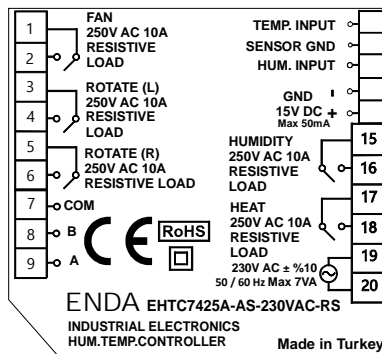 1
FAN
250V AC 10A
RESISTIVE
LOAD
2
3
ROTATE (L)
250V AC 10A
RESISTIVE
LOAD
4
5
ROTATE (R)
250V AC 10A
RESISTIVE LOAD
6
7 COM
8 B
9 A
CE
RoHS
TEMP. INPUT
SENSOR GND
HUM. INPUT
GND -
15V DC +
Max 50mA
15
HUMIDITY
250V AC 10A
RESISTIVE
LOAD
16
17
HEAT
250V AC 10A
RESISTIVE
LOAD
18
19
230V AC ± %10
50 / 60 Hz Max 7VA
20
ENDA EHTC7425A-AS-230VAC-RS
INDUSTRIAL ELECTRONICS
HUM.TEMP.CONTROLLER
Made in Turkey